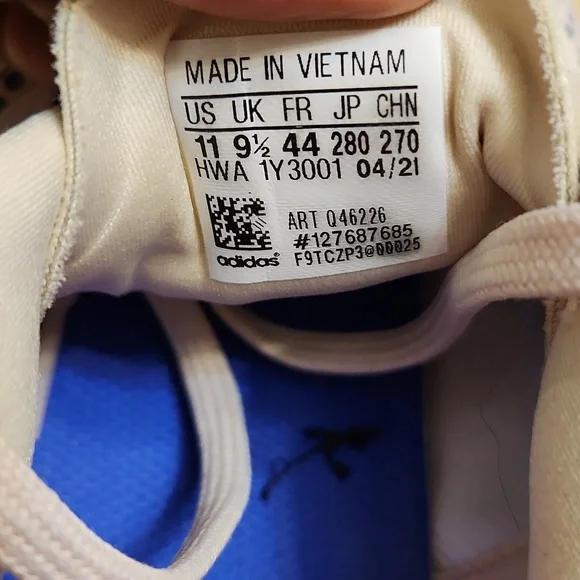 MADE IN VIETNAM
US UK FR JP CHN
11 9½ 44 280 270
HWA 1Y3001 04/21
ART Q46226
#127687685
F9TCZP3@00025
adidas®